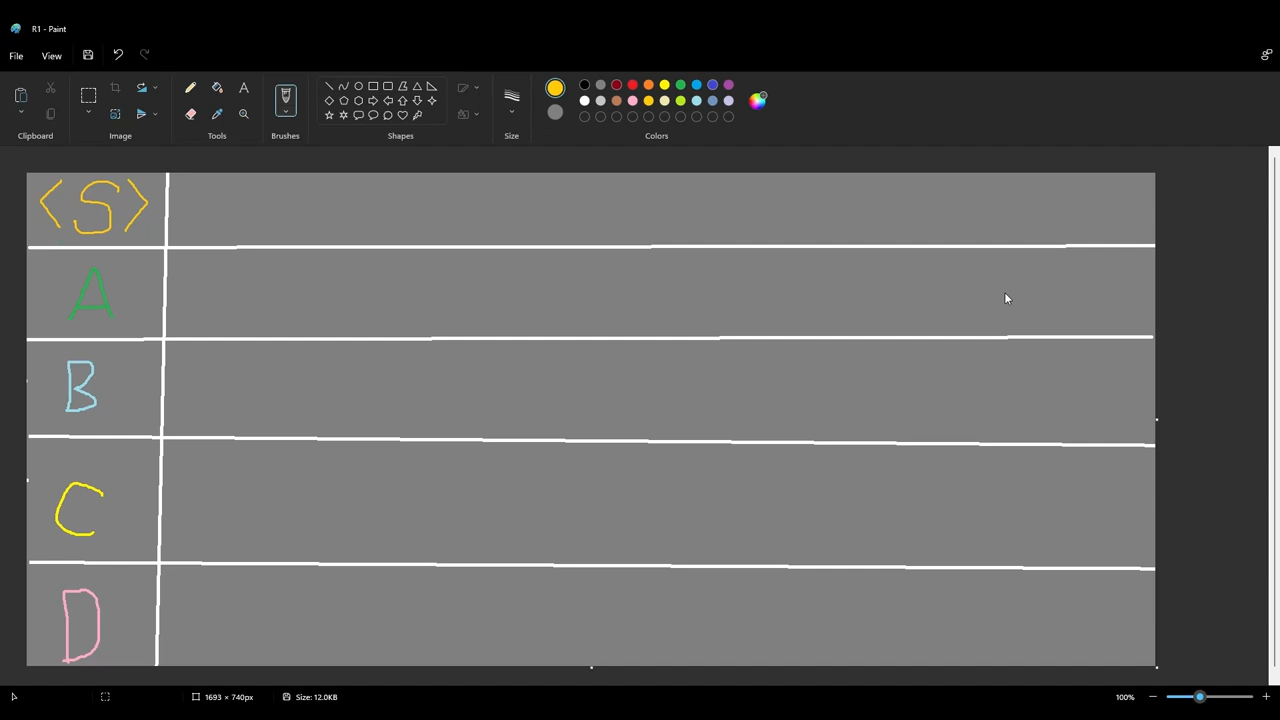 R1 - Paint
File View
Clipboard Image Tools Brushes Shapes Size Colors
<S>
A
B
C
D
1693 × 740px Size: 12.0KB 100%